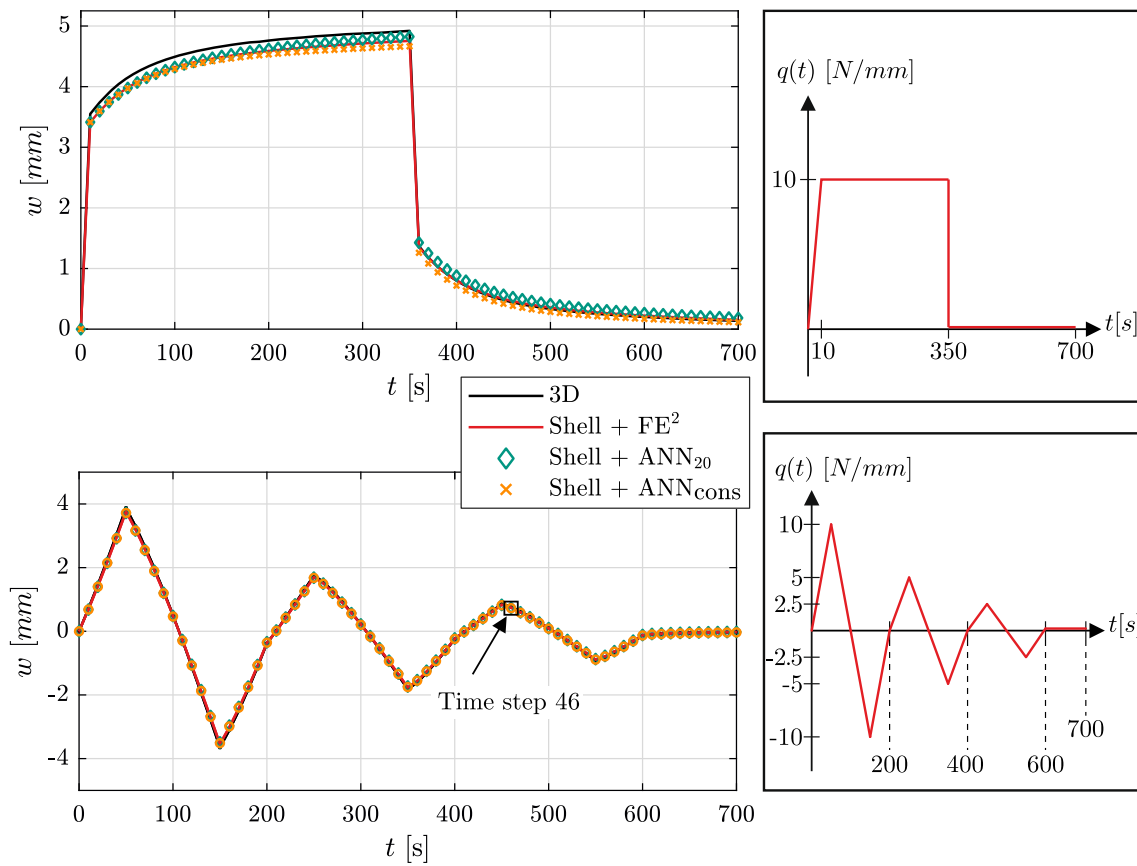 5
4
3
2
1
0
w [mm]
0 100 200 300 400 500 600 700
t [s]
q(t) [N/mm]
10
t[s]
10 350 700
3D
Shell + FE²
Shell + ANN₂₀
Shell + ANNcons
4
2
0
-2
-4
w [mm]
Time step 46
0 100 200 300 400 500 600 700
t [s]
q(t) [N/mm]
10
5
2.5
t[s]
-2.5
-5
-10
700
200 400 600